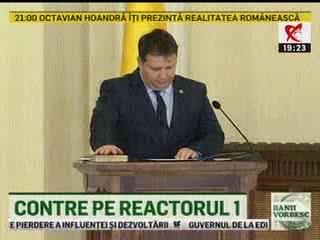 21:00 OCTAVIAN HOANDRĂ ÎȚI PREZINTĂ REALITATEA ROMÂNEASCĂ
19:23
CONTRE PE REACTORUL 1
BANII
VORBESC
E PIERDERE A INFLUENȚEI ȘI DEZVOLTĂRII GUVERNUL DE LA EDI